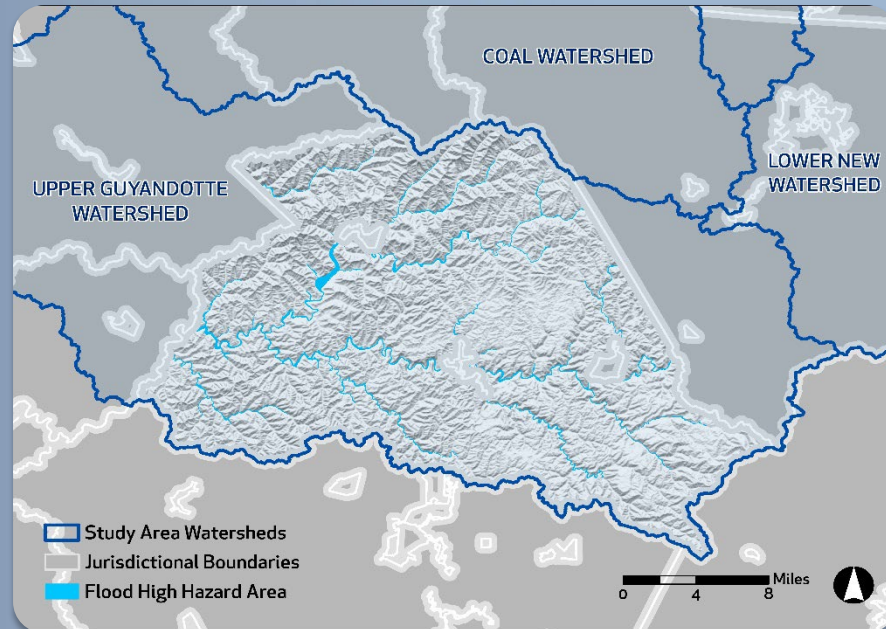 COAL WATERSHED
LOWER NEW
WATERSHED
UPPER GUYANDOTTE
WATERSHED
Study Area Watersheds
Jurisdictional Boundaries
Flood High Hazard Area
Miles
0 4 8